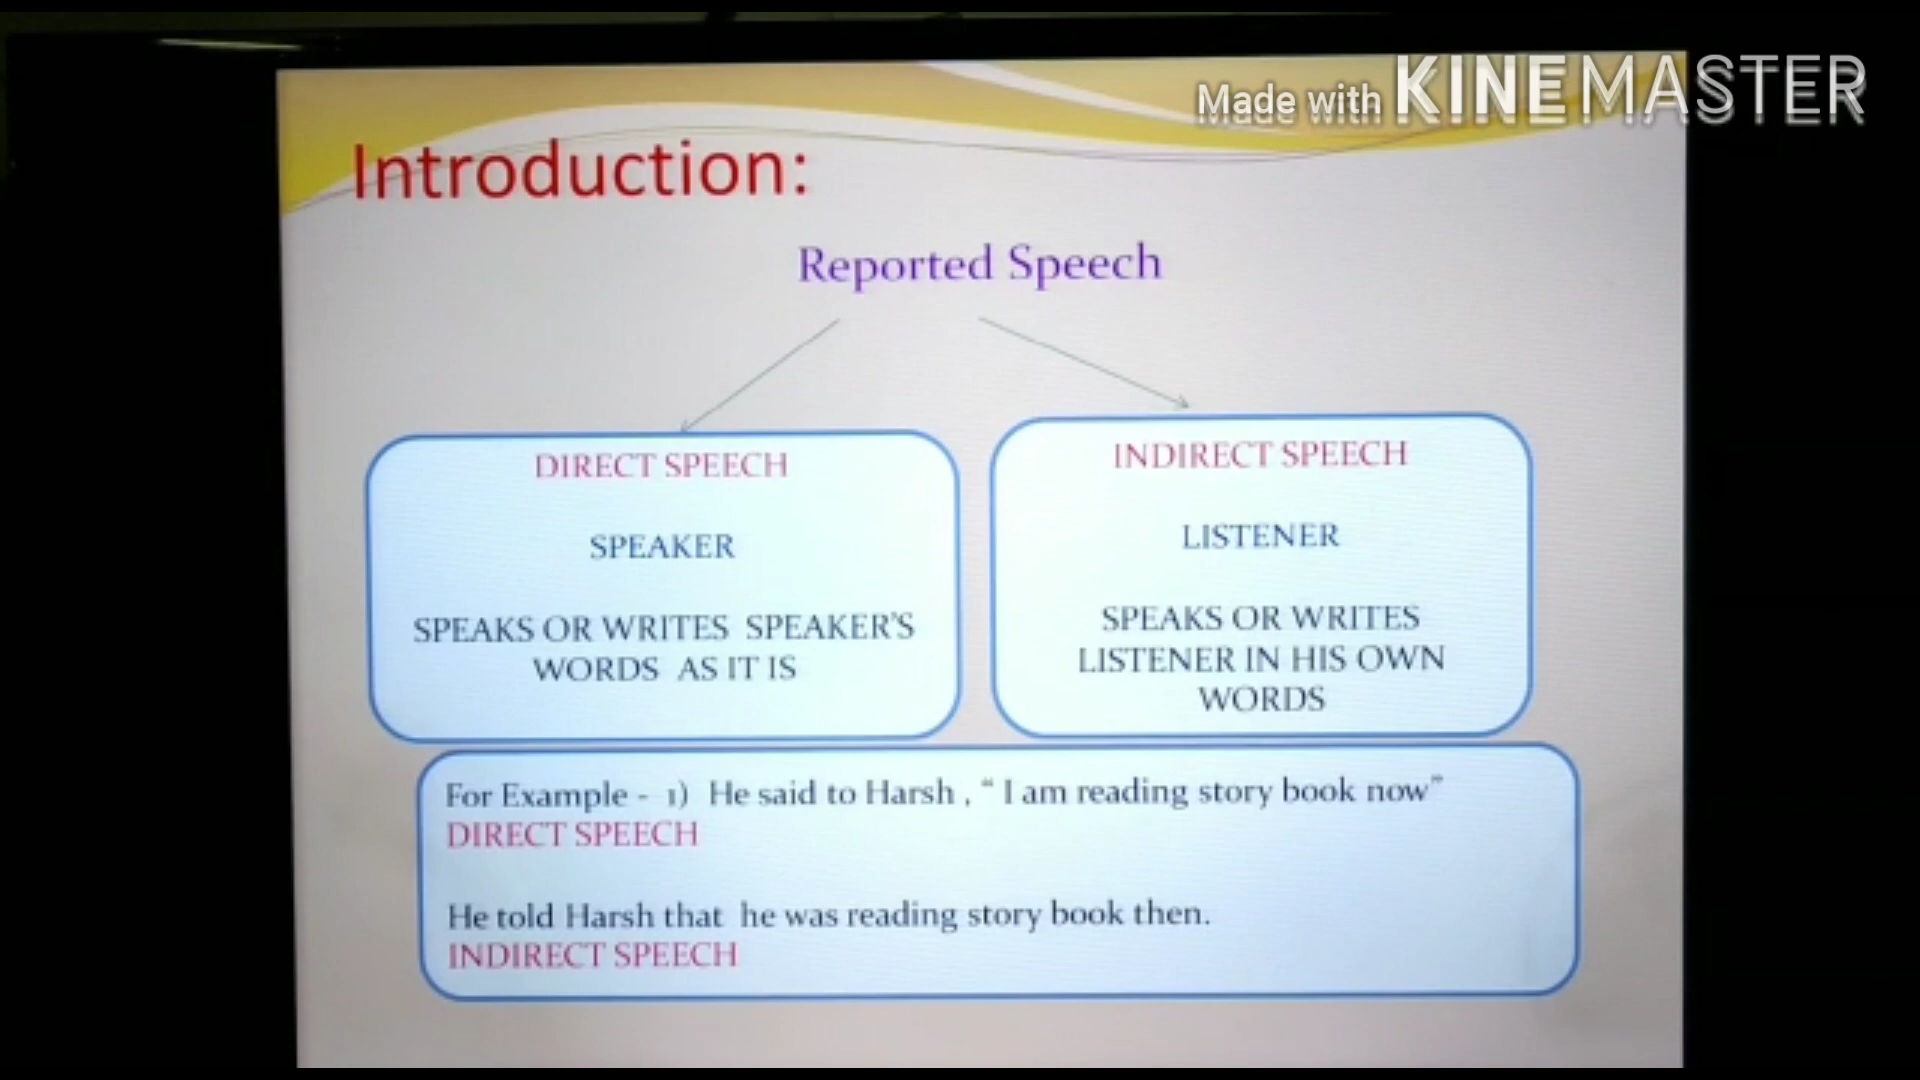 Made with KINEMASTER
Introduction:
Reported Speech
DIRECT SPEECH
SPEAKER
SPEAKS OR WRITES SPEAKER'S
WORDS AS IT IS
INDIRECT SPEECH
LISTENER
SPEAKS OR WRITES
LISTENER IN HIS OWN
WORDS
For Example - 1) He said to Harsh , “ I am reading story book now”
DIRECT SPEECH
He told Harsh that he was reading story book then.
INDIRECT SPEECH